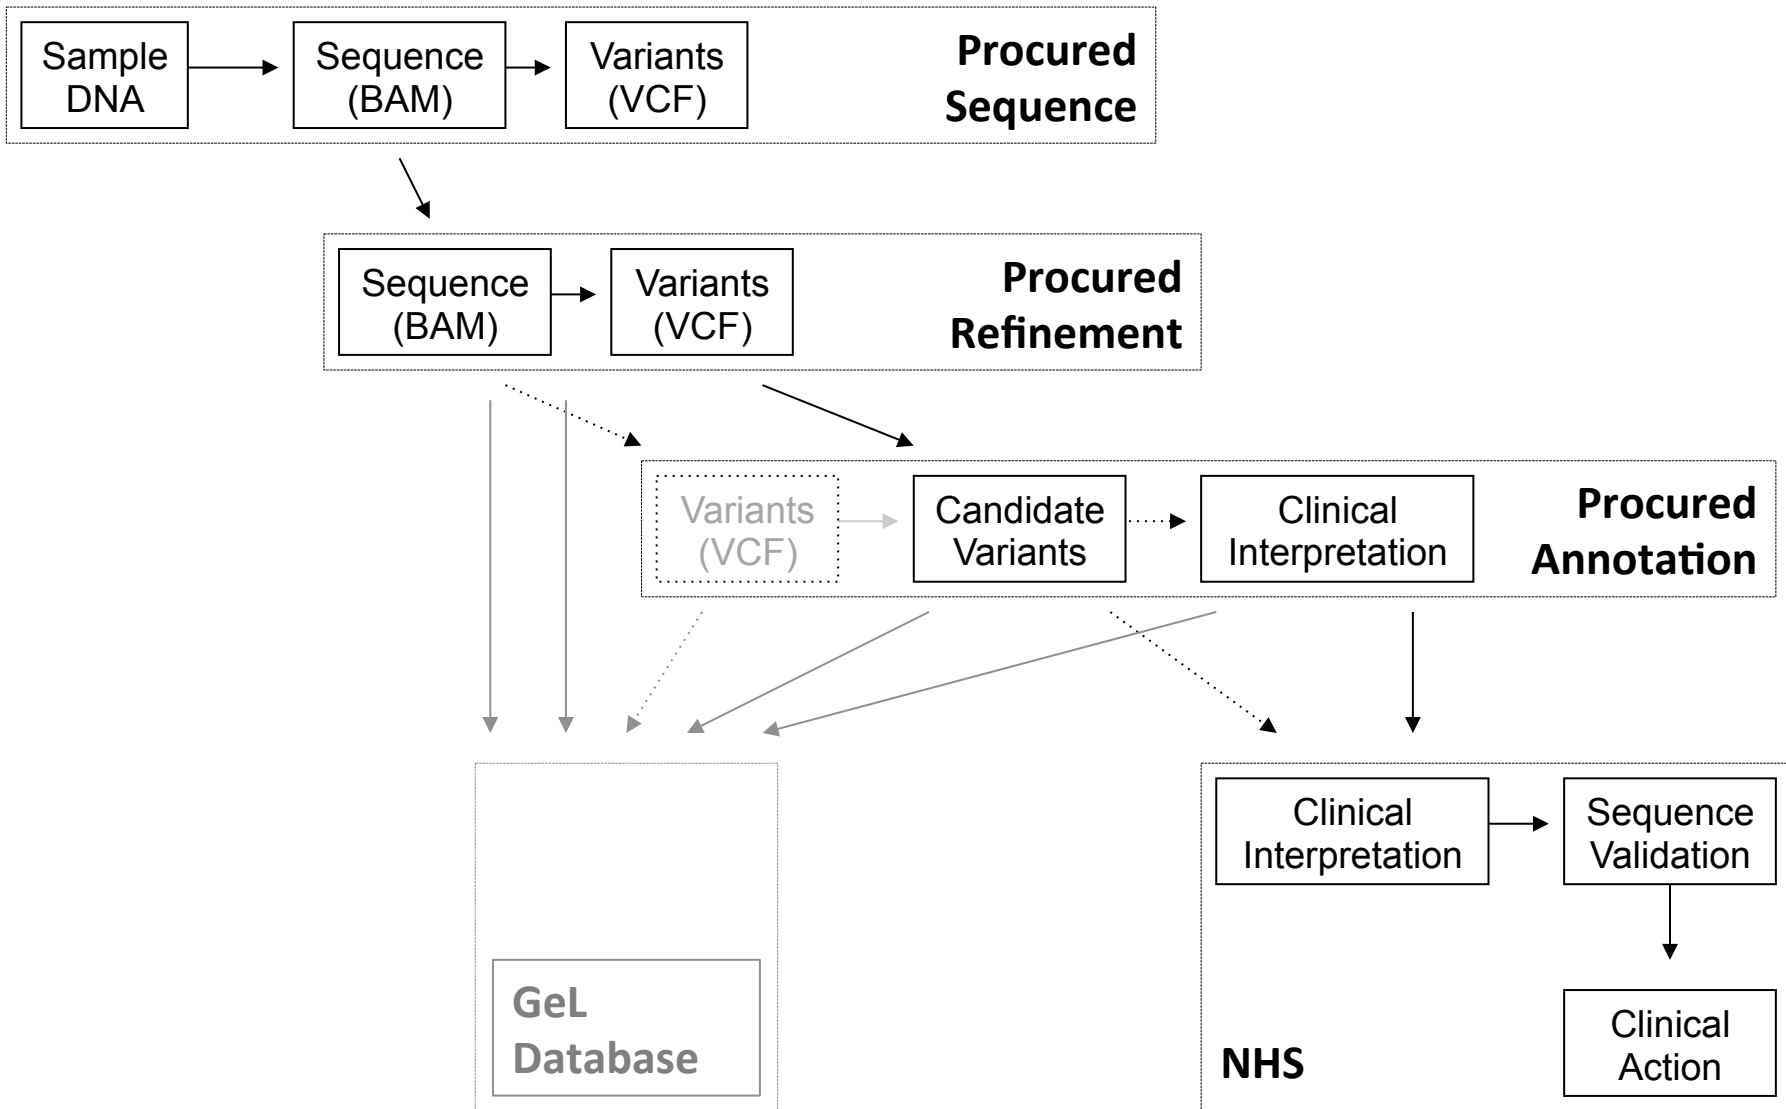 Sample
DNA
Sequence
(BAM)
Variants
(VCF)
Procured
Sequence
Sequence
(BAM)
Variants
(VCF)
Procured
Refinement
Variants
(VCF)
Candidate
Variants
Clinical
Interpretation
Procured
Annotation
GeL
Database
Clinical
Interpretation
Sequence
Validation
Clinical
Action
NHS